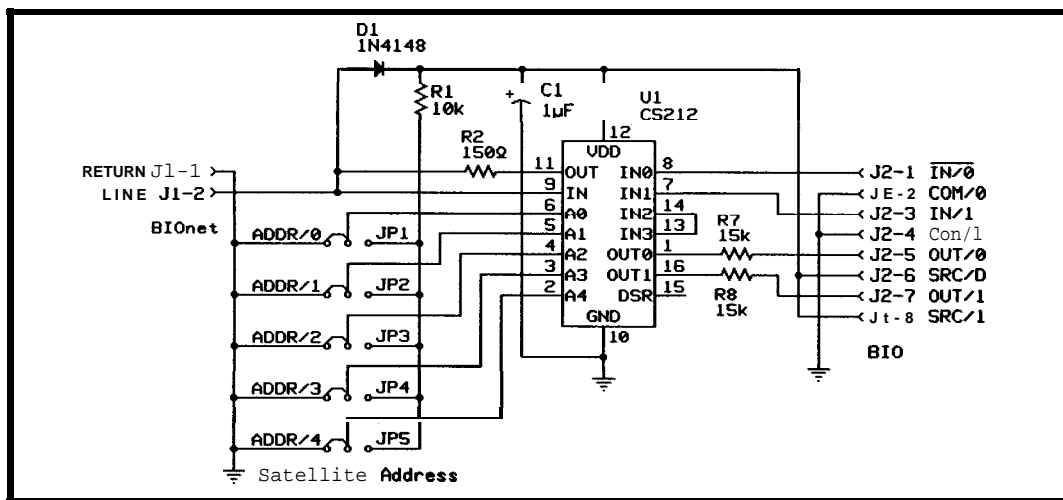 D1
1N4148
R1
10k
C1
1µF
+
U1
CS212
R2
150Ω
12
VDD
RETURN J1-1
LINE J1-2
BIOnet
11 OUT
9 IN
6 A0
5 A1
4 A2
3 A3
2 A4
IN0 8
IN1 7
IN2 14
IN3 13
OUT0 1
OUT1 16
DSR 15
GND
10
R7
15k
R8
15k
J2-1 IN/0
JE-2 COM/0
J2-3 IN/1
J2-4 Con/l
J2-5 OUT/0
J2-6 SRC/D
J2-7 OUT/1
Jt-8 SRC/1
BIO
ADDR/0 JP1
ADDR/1 JP2
ADDR/2 JP3
ADDR/3 JP4
ADDR/4 JP5
Satellite Address